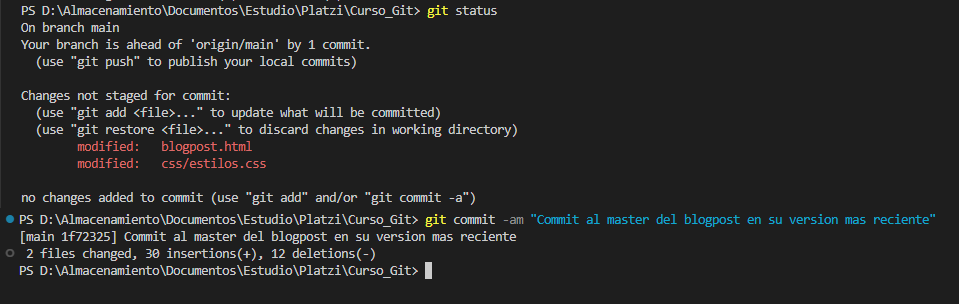 PS D:\Almacenamiento\Documentos\Estudio\Platzi\Curso_Git> git status
On branch main
Your branch is ahead of 'origin/main' by 1 commit.
  (use "git push" to publish your local commits)

Changes not staged for commit:
  (use "git add <file>..." to update what will be committed)
  (use "git restore <file>..." to discard changes in working directory)
        modified:   blogpost.html
        modified:   css/estilos.css

no changes added to commit (use "git add" and/or "git commit -a")
PS D:\Almacenamiento\Documentos\Estudio\Platzi\Curso_Git> git commit -am "Commit al master del blogpost en su version mas reciente"
[main 1f72325] Commit al master del blogpost en su version mas reciente
 2 files changed, 30 insertions(+), 12 deletions(-)
PS D:\Almacenamiento\Documentos\Estudio\Platzi\Curso_Git>